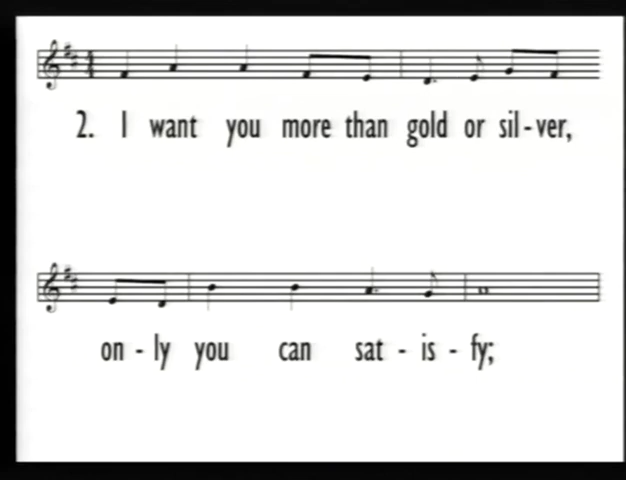 2. I want you more than gold or sil-ver,
on - ly you can sat - is - fy;